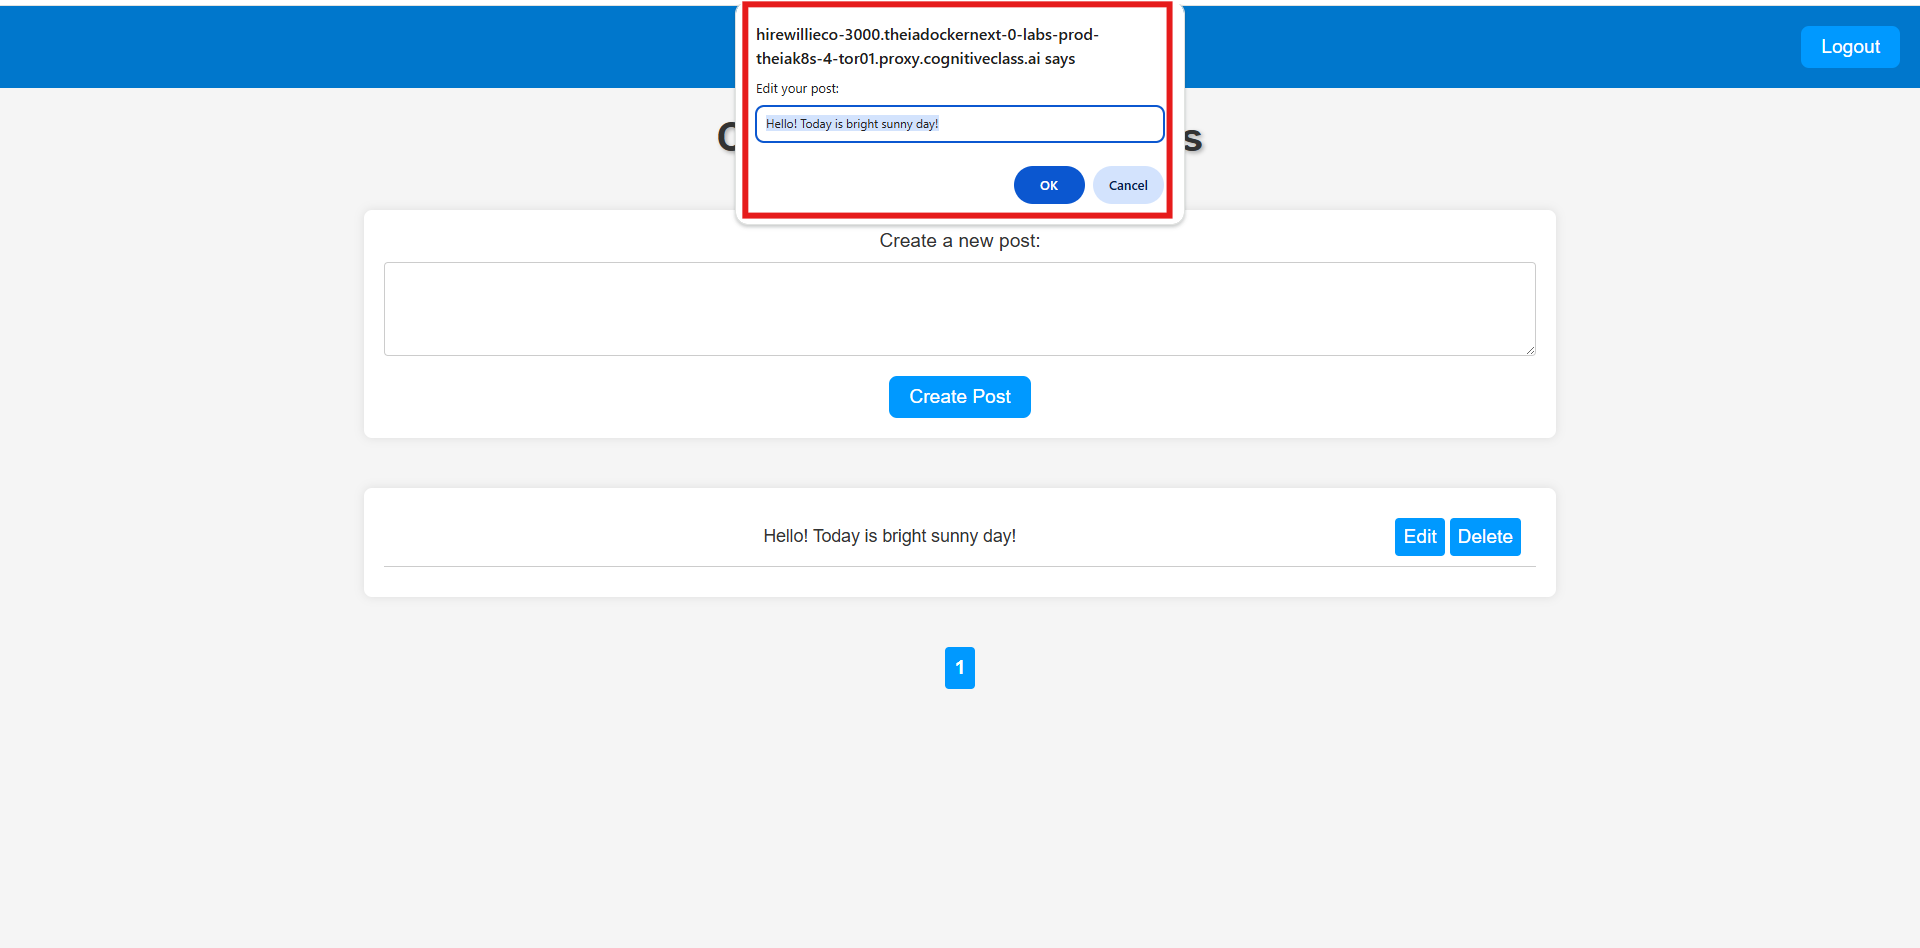 hirewillieco-3000.theiadockernext-0-labs-prod-
theiak8s-4-tor01.proxy.cognitiveclass.ai says
Logout
Edit your post:
Hello! Today is bright sunny day!
OK Cancel
Create a new post:
Create Post
Hello! Today is bright sunny day! Edit Delete
1